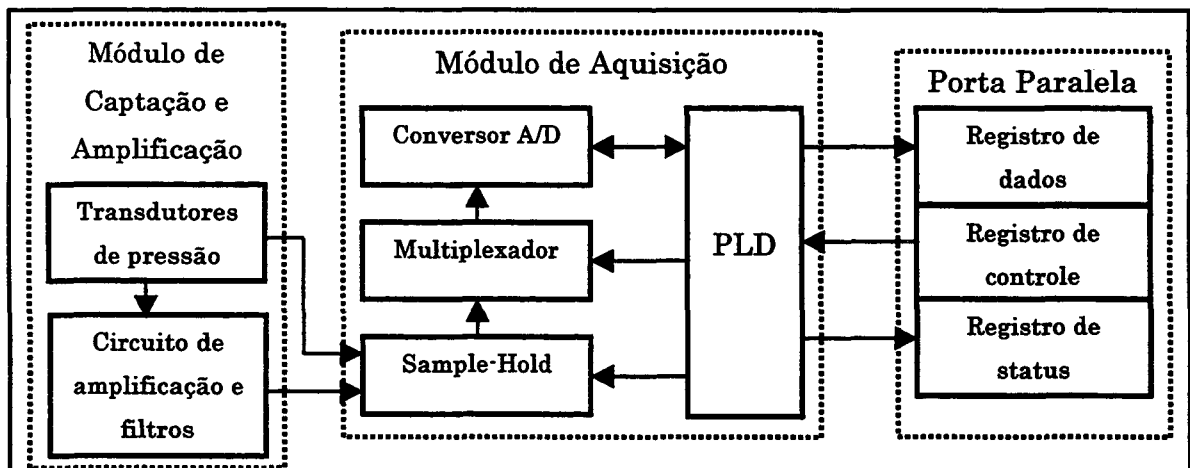 Módulo de
Captação e
Amplificação
Transdutores
de pressão
Circuito de
amplificação e
filtros
Módulo de Aquisição
Conversor A/D
Multiplexador
Sample-Hold
PLD
Porta Paralela
Registro de
dados
Registro de
controle
Registro de
status